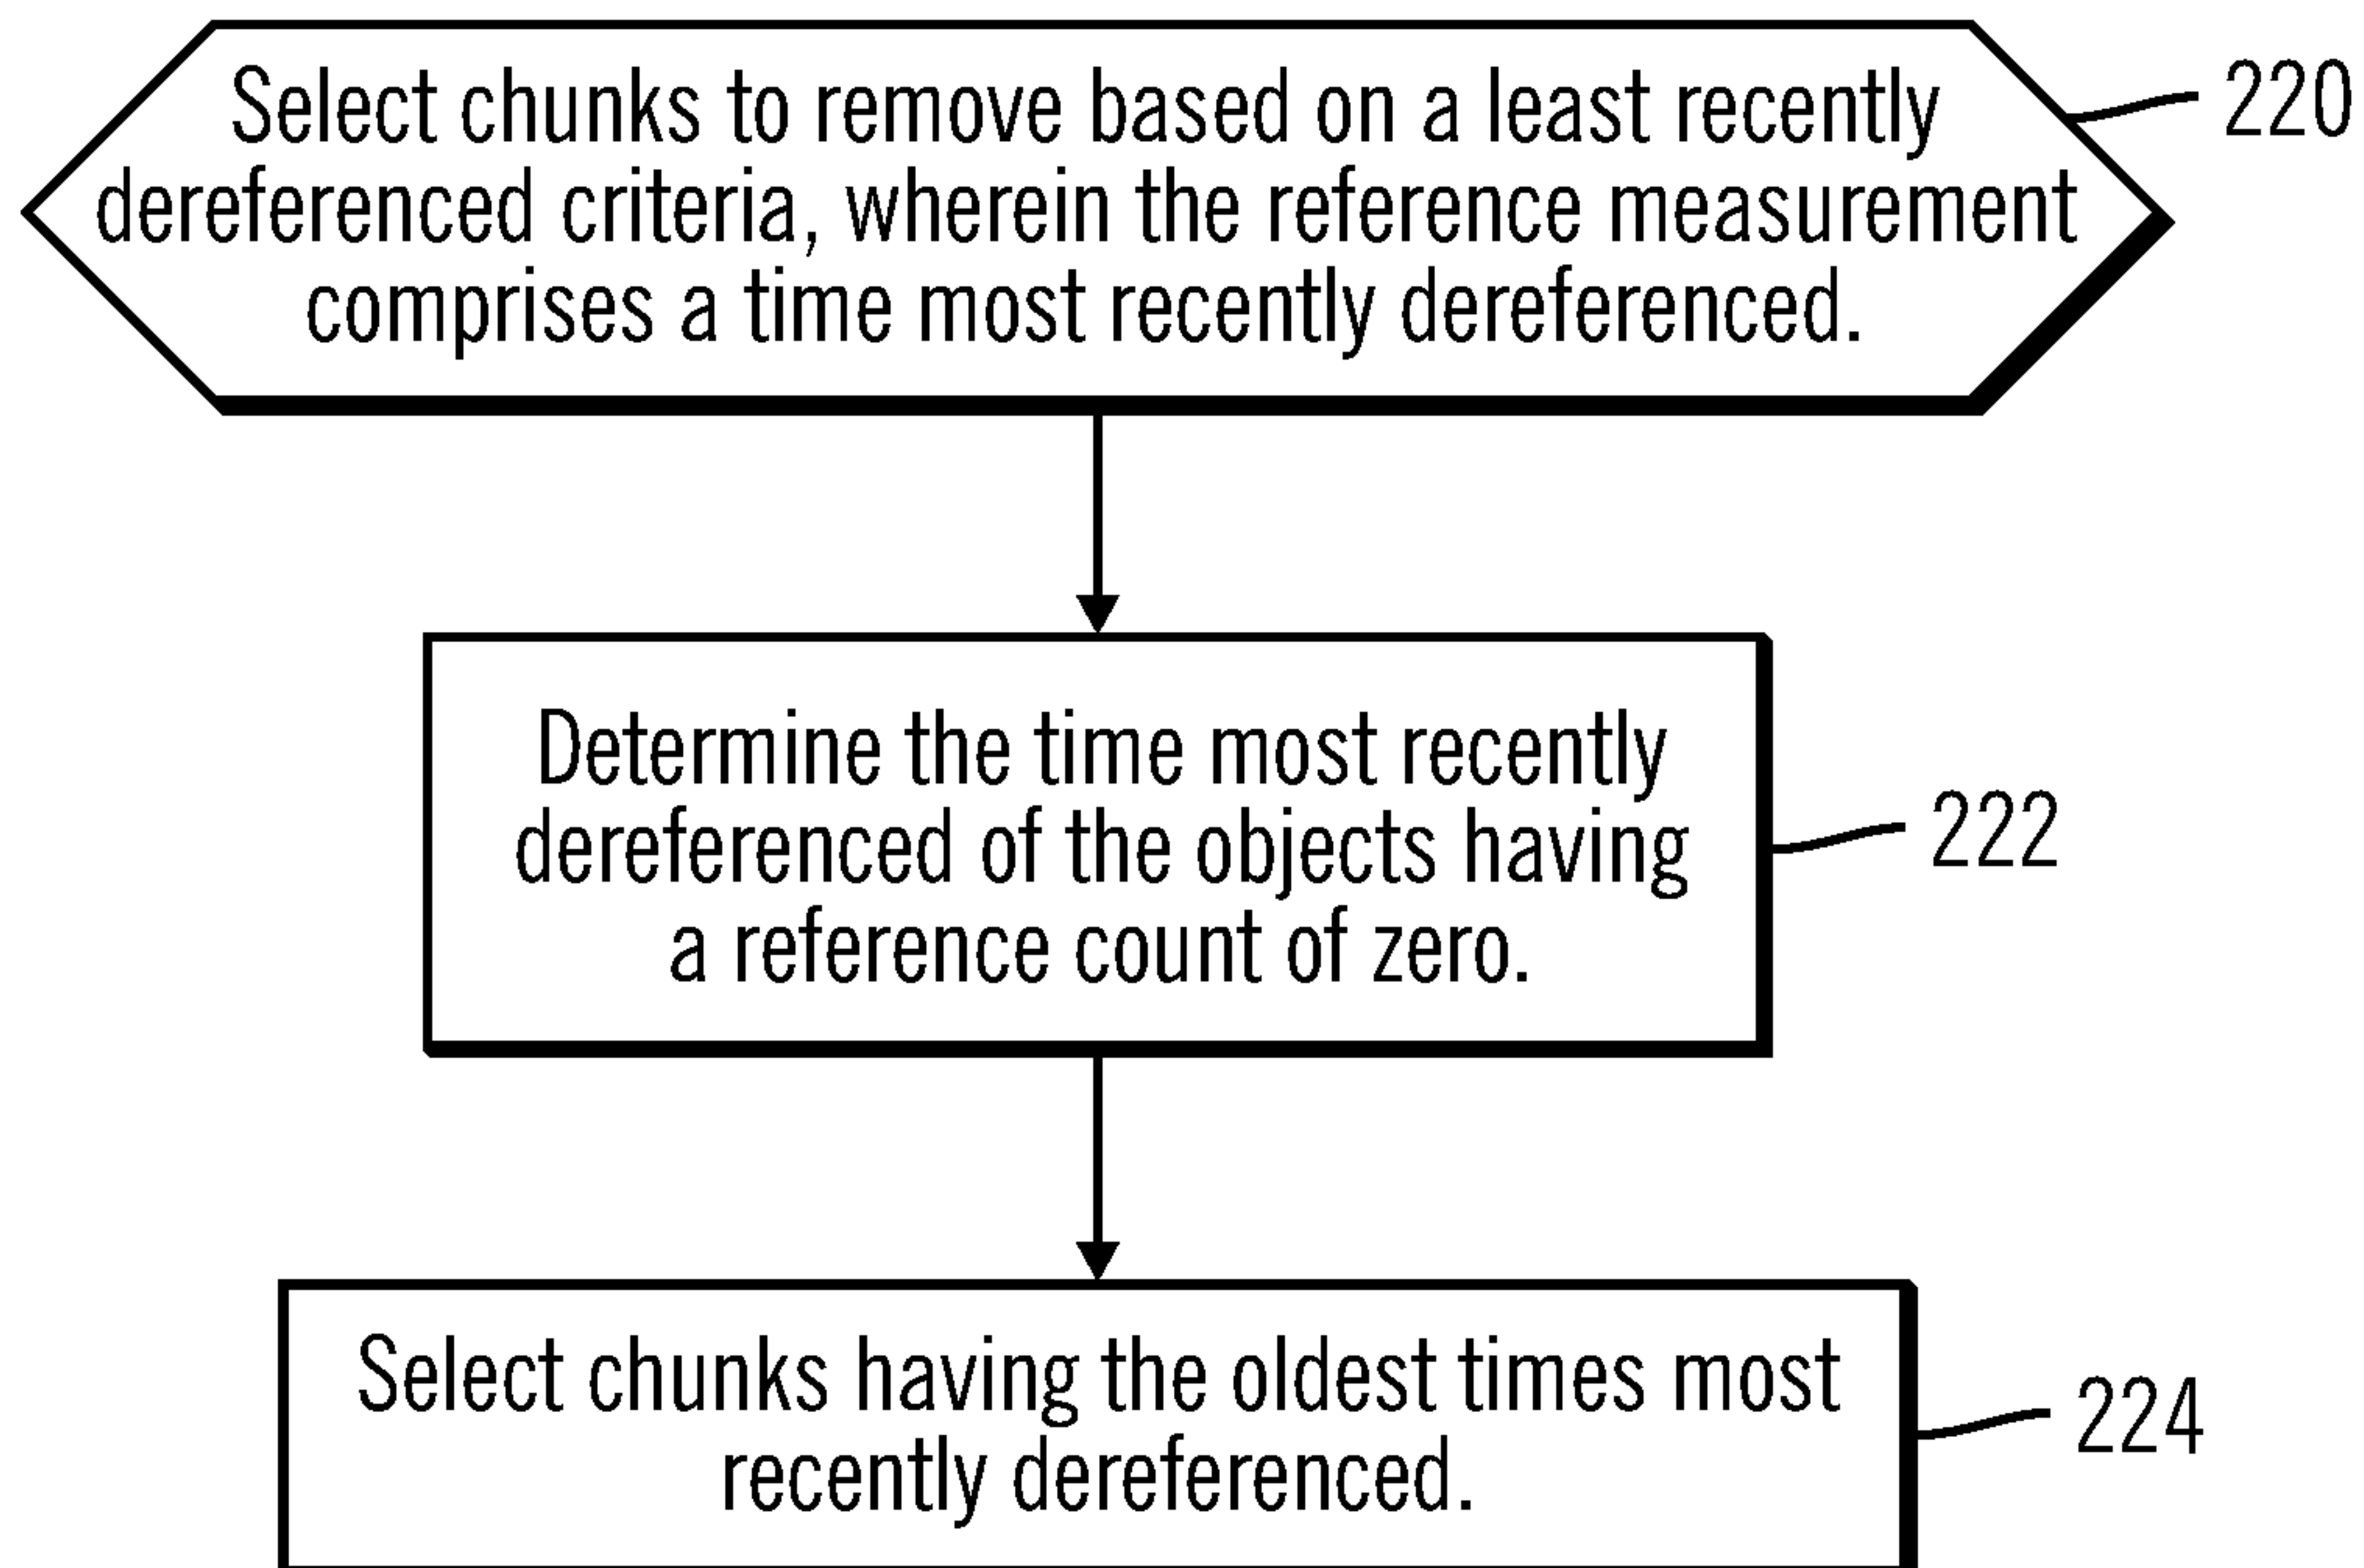 Select chunks to remove based on a least recently
dereferenced criteria, wherein the reference measurement
comprises a time most recently dereferenced.
220
Determine the time most recently
dereferenced of the objects having
a reference count of zero.
222
Select chunks having the oldest times most
recently dereferenced.
224